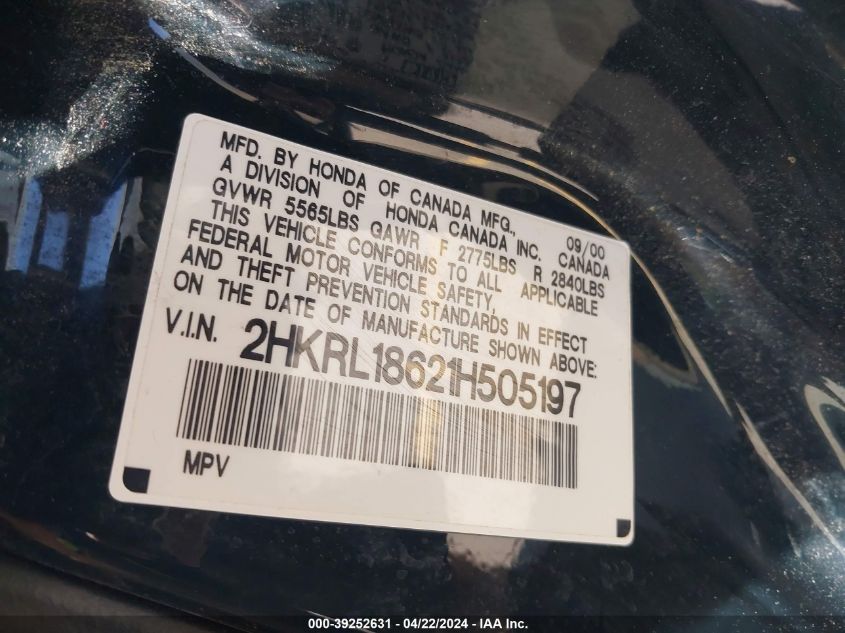 MFD. BY HONDA OF CANADA MFG., 09/00
A DIVISION OF HONDA CANADA INC. CANADA
GVWR 5565LBS GAWR F 2775LBS R 2840LBS
THIS VEHICLE CONFORMS TO ALL APPLICABLE
FEDERAL MOTOR VEHICLE SAFETY,
AND THEFT PREVENTION STANDARDS IN EFFECT
ON THE DATE OF MANUFACTURE SHOWN ABOVE:
V.I.N. 2HKRL18621H505197
MPV
000-39252631 - 04/22/2024 - IAA Inc.